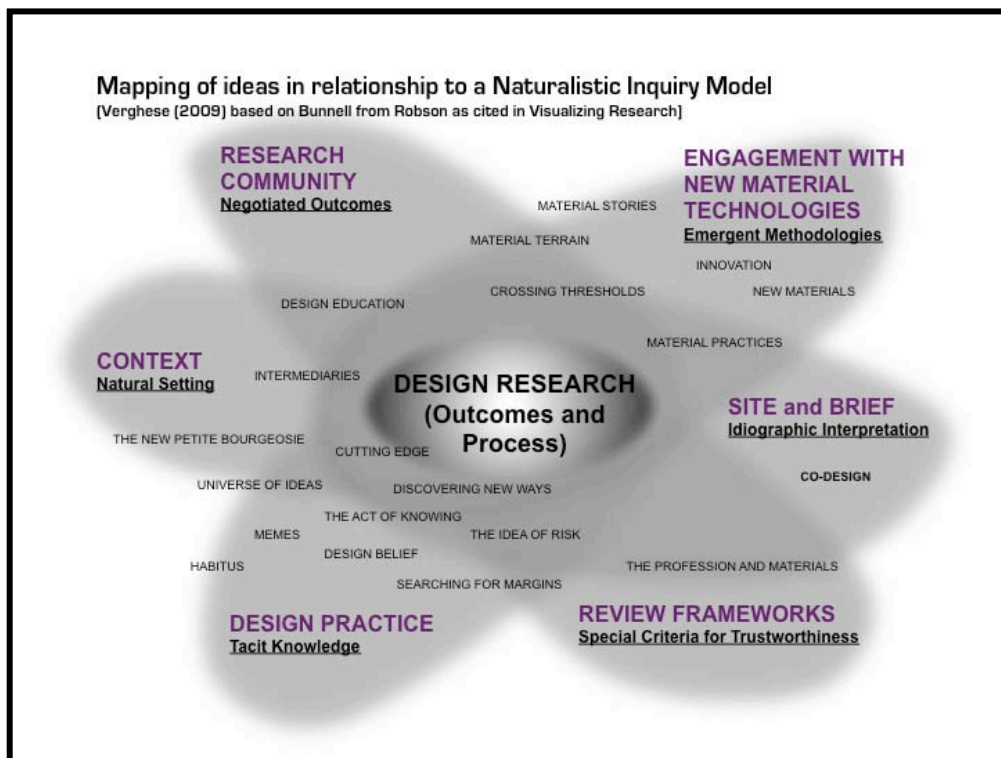 Mapping of ideas in relationship to a Naturalistic Inquiry Model
[Verghese (2009) based on Bunnell from Robson as cited in Visualizing Research]
RESEARCH
COMMUNITY
Negotiated Outcomes
ENGAGEMENT WITH
NEW MATERIAL
TECHNOLOGIES
Emergent Methodologies
MATERIAL STORIES
MATERIAL TERRAIN
INNOVATION
CROSSING THRESHOLDS
NEW MATERIALS
DESIGN EDUCATION
MATERIAL PRACTICES
CONTEXT
Natural Setting
INTERMEDIARIES
DESIGN RESEARCH
(Outcomes and
Process)
SITE and BRIEF
Idiographic Interpretation
THE NEW PETITE BOURGEOSIE
CUTTING EDGE
CO-DESIGN
UNIVERSE OF IDEAS
DISCOVERING NEW WAYS
THE ACT OF KNOWING
MEMES
THE IDEA OF RISK
DESIGN BELIEF
HABITUS
THE PROFESSION AND MATERIALS
SEARCHING FOR MARGINS
DESIGN PRACTICE
Tacit Knowledge
REVIEW FRAMEWORKS
Special Criteria for Trustworthiness